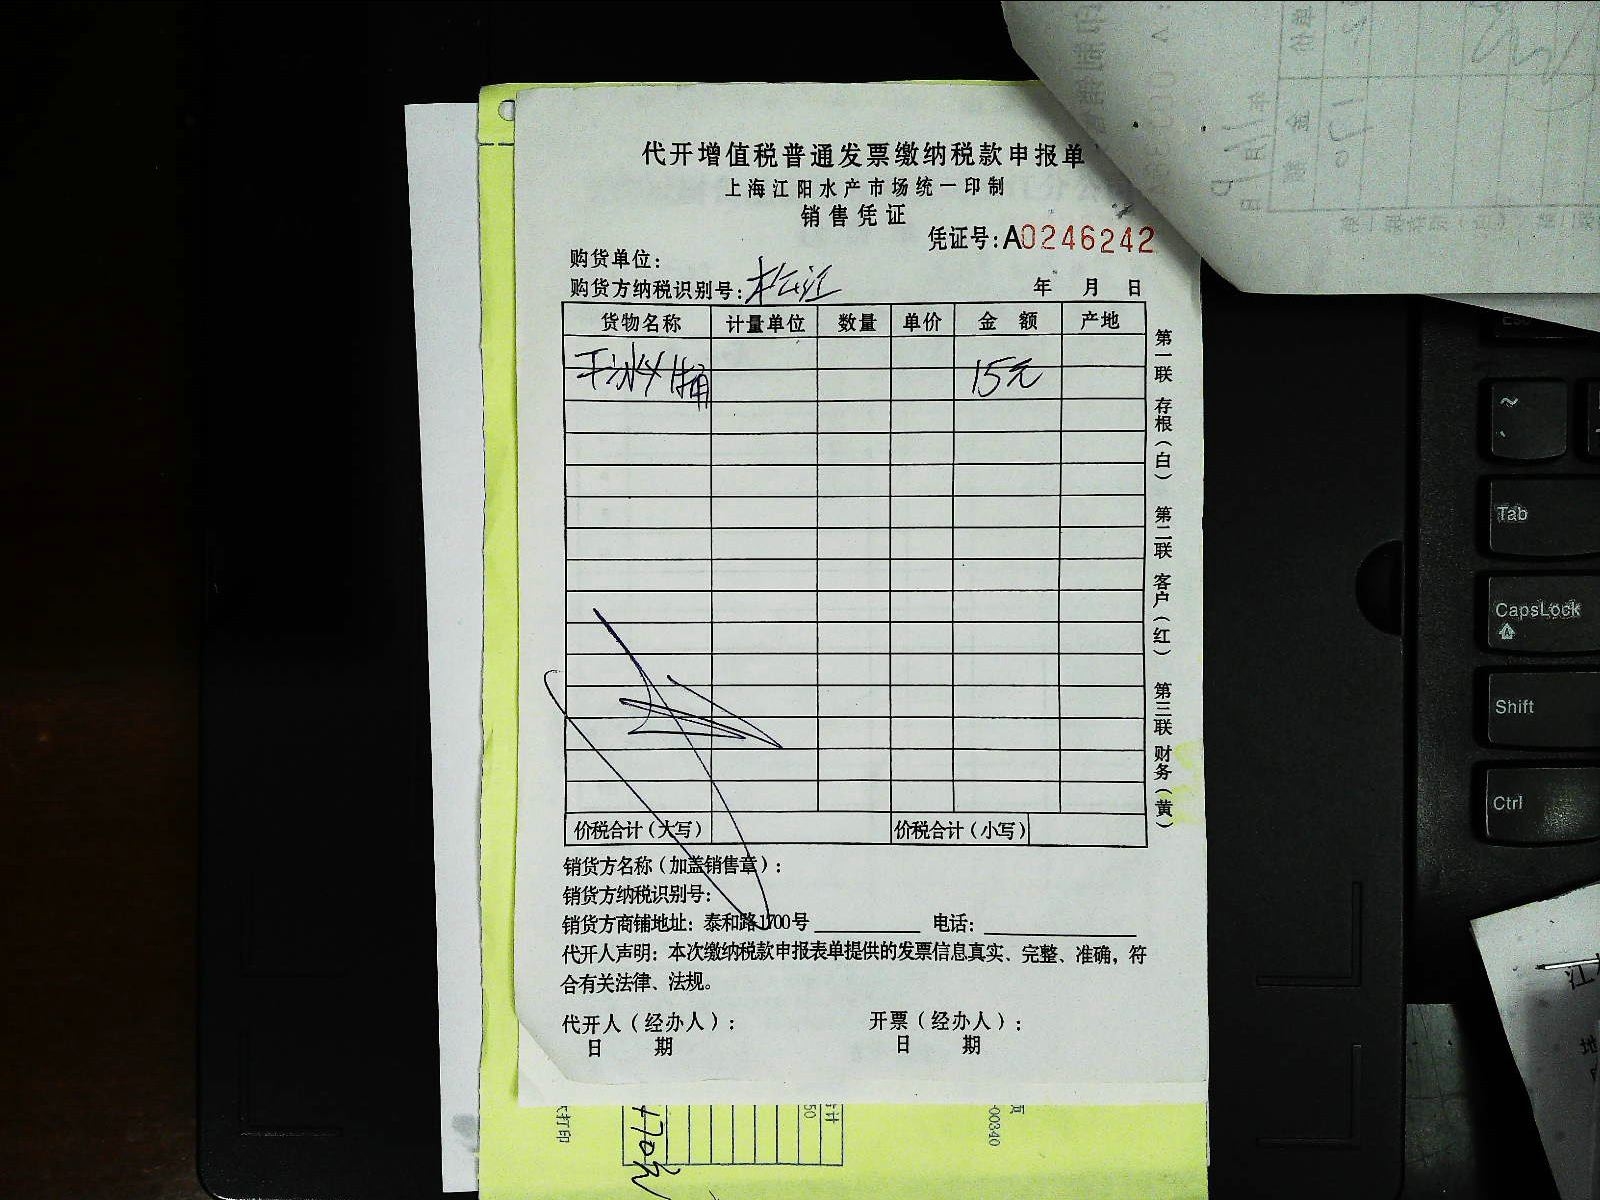 代开增值税普通发票缴纳税款申报单
上海江阳水产市场统一印制
销售凭证
凭证号:A0246242
购货单位:
购货方纳税识别号:松江
年 月 日
货物名称 计量单位 数量 单价 金 额 产地
干冰 桶 15元
价税合计(大写) 价税合计(小写)
销货方名称(加盖销售章):
销货方纳税识别号:
销货方商铺地址: 泰和路1700号 电话:
代开人声明: 本次缴纳税款申报表单提供的发票信息真实、完整、准确, 符
合有关法律、法规。
代开人(经办人): 开票(经办人):
日 期 日 期
第一联 存根(白) 第二联 客户(红) 第三联 财务(黄)
Tab
CapsLock
Shift
Ctrl